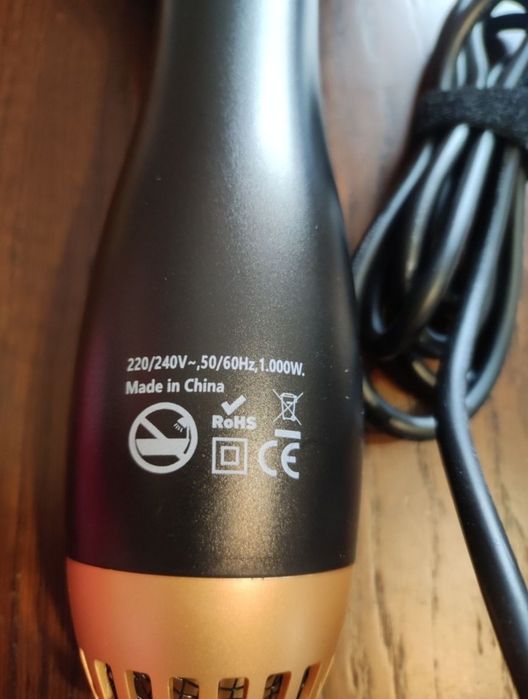 220/240V~,50/60Hz,1.000W.
Made in China
RoHS
CE